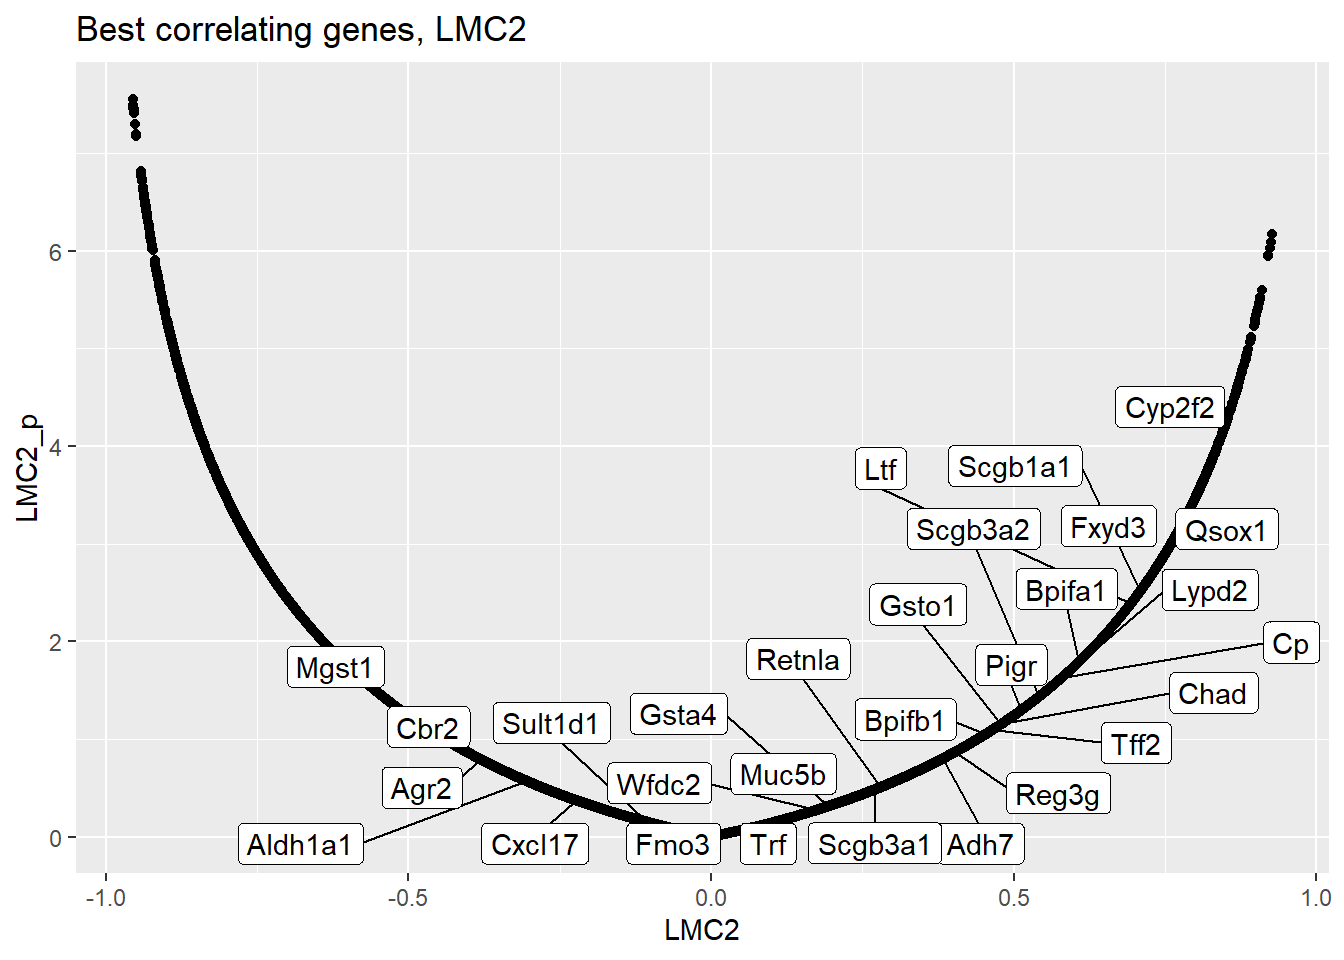 Best correlating genes, LMC2
LMC2_p
6
4
2
0
Cyp2f2
Ltf
Scgb1a1
Scgb3a2
Fxyd3
Qsox1
Gsto1
Bpifa1
Lypd2
Retnla
Pigr
Cp
Mgst1
Cbr2
Sult1d1
Gsta4
Bpifb1
Chad
Tff2
Agr2
Wfdc2
Muc5b
Reg3g
Aldh1a1
Cxcl17
Fmo3
Trf
Scgb3a1
Adh7
-1.0
-0.5
0.0
0.5
1.0
LMC2